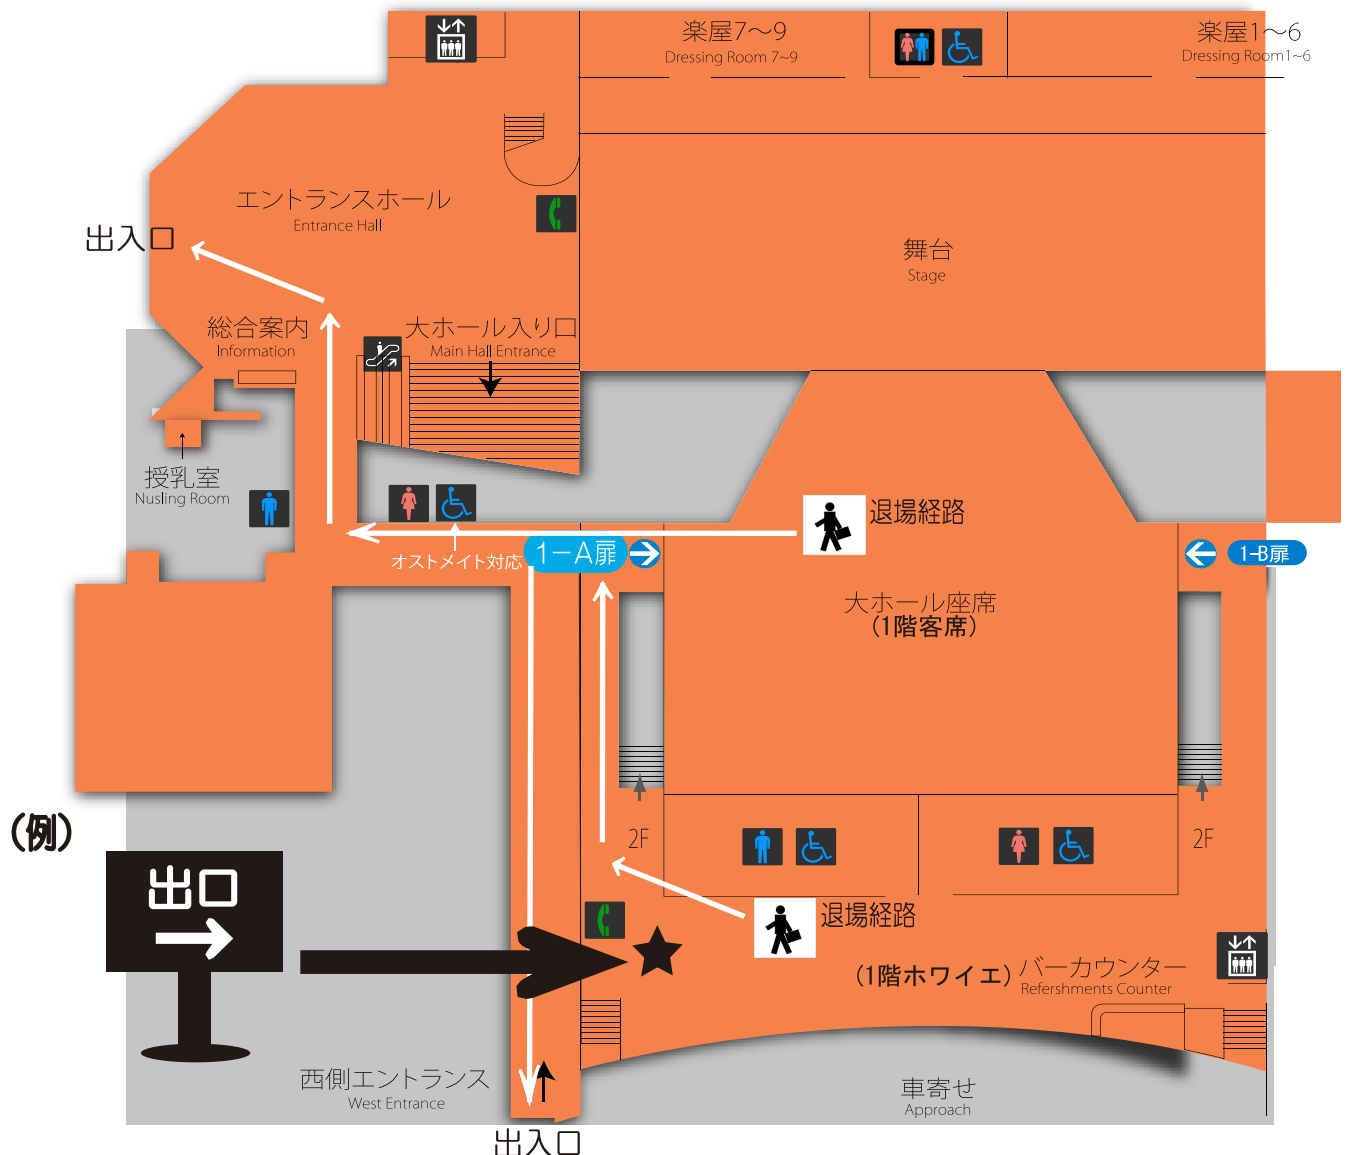 楽屋7～9
Dressing Room 7~9
楽屋1～6
Dressing Room1~6
エントランスホール
Entrance Hall
出入口
舞台
Stage
総合案内
Information
大ホール入り口
Main Hall Entrance
授乳室
Nusling Room
退場経路
オストメイト対応
1－A扉
1-B扉
大ホール座席
(1階客席)
(例)
出口
2F
2F
退場経路
(1階ホワイエ)
バーカウンター
Refershments Counter
西側エントランス
West Entrance
車寄せ
Approach
出入口